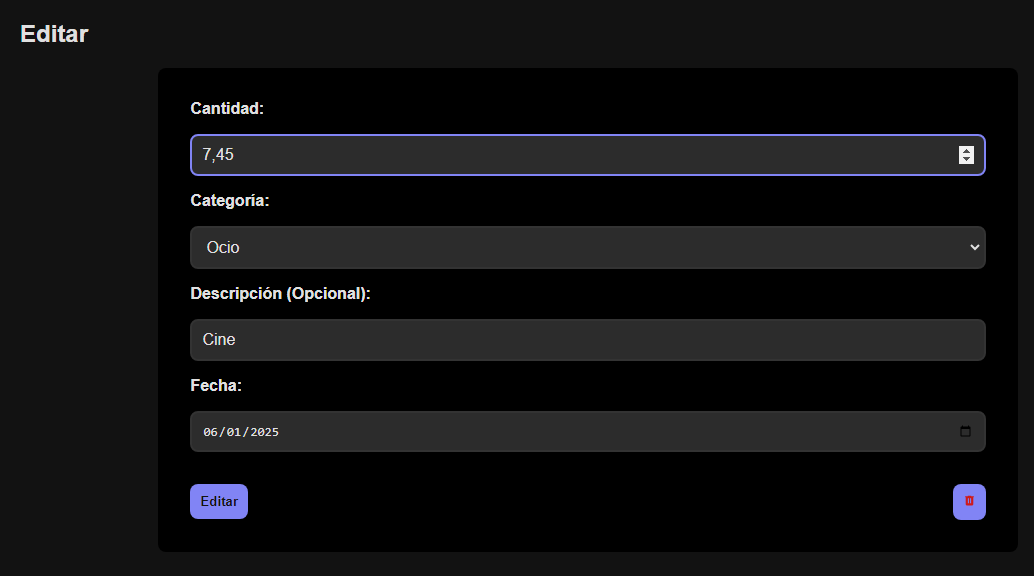 Editar
Cantidad:
7,45
Categoría:
Ocio
Descripción (Opcional):
Cine
Fecha:
06/01/2025
Editar